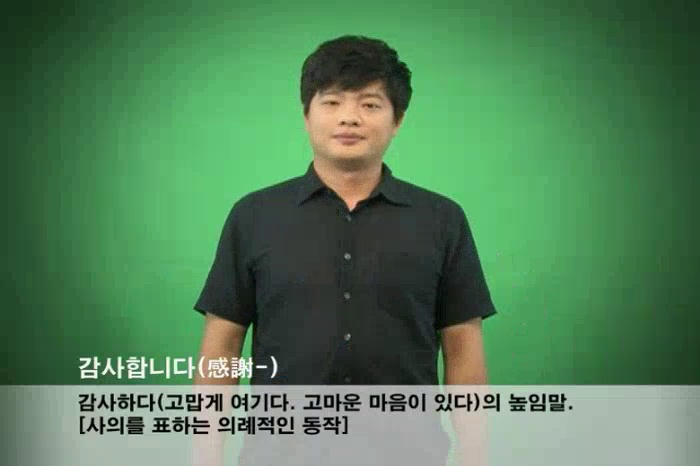 감사합니다(感謝-)
감사하다(고맙게 여기다. 고마운 마음이 있다)의 높임말.
[사의를 표하는 의례적인 동작]